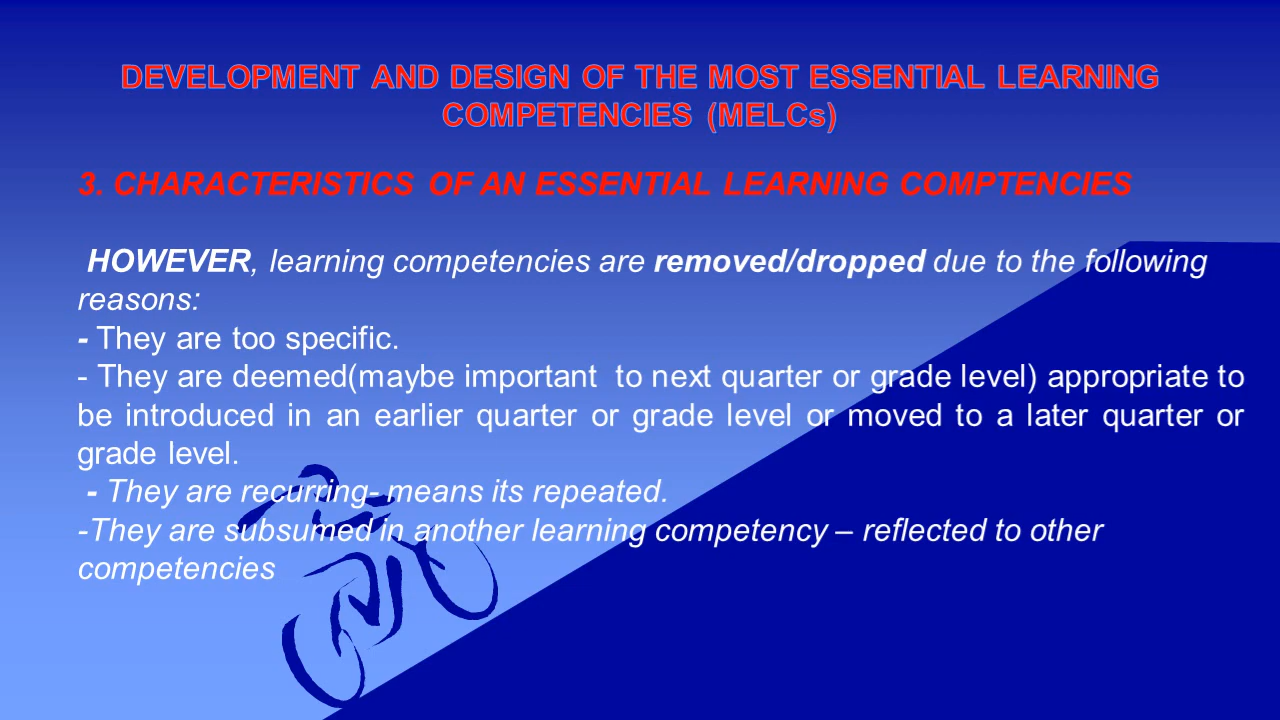 DEVELOPMENT AND DESIGN OF THE MOST ESSENTIAL LEARNING
COMPETENCIES (MELCs)
3. CHARACTERISTICS OF AN ESSENTIAL LEARNING COMPTENCIES
HOWEVER, learning competencies are removed/dropped due to the following
reasons:
- They are too specific.
- They are deemed(maybe important to next quarter or grade level) appropriate to
be introduced in an earlier quarter or grade level or moved to a later quarter or
grade level.
- They are recurring- means its repeated.
-They are subsumed in another learning competency – reflected to other
competencies